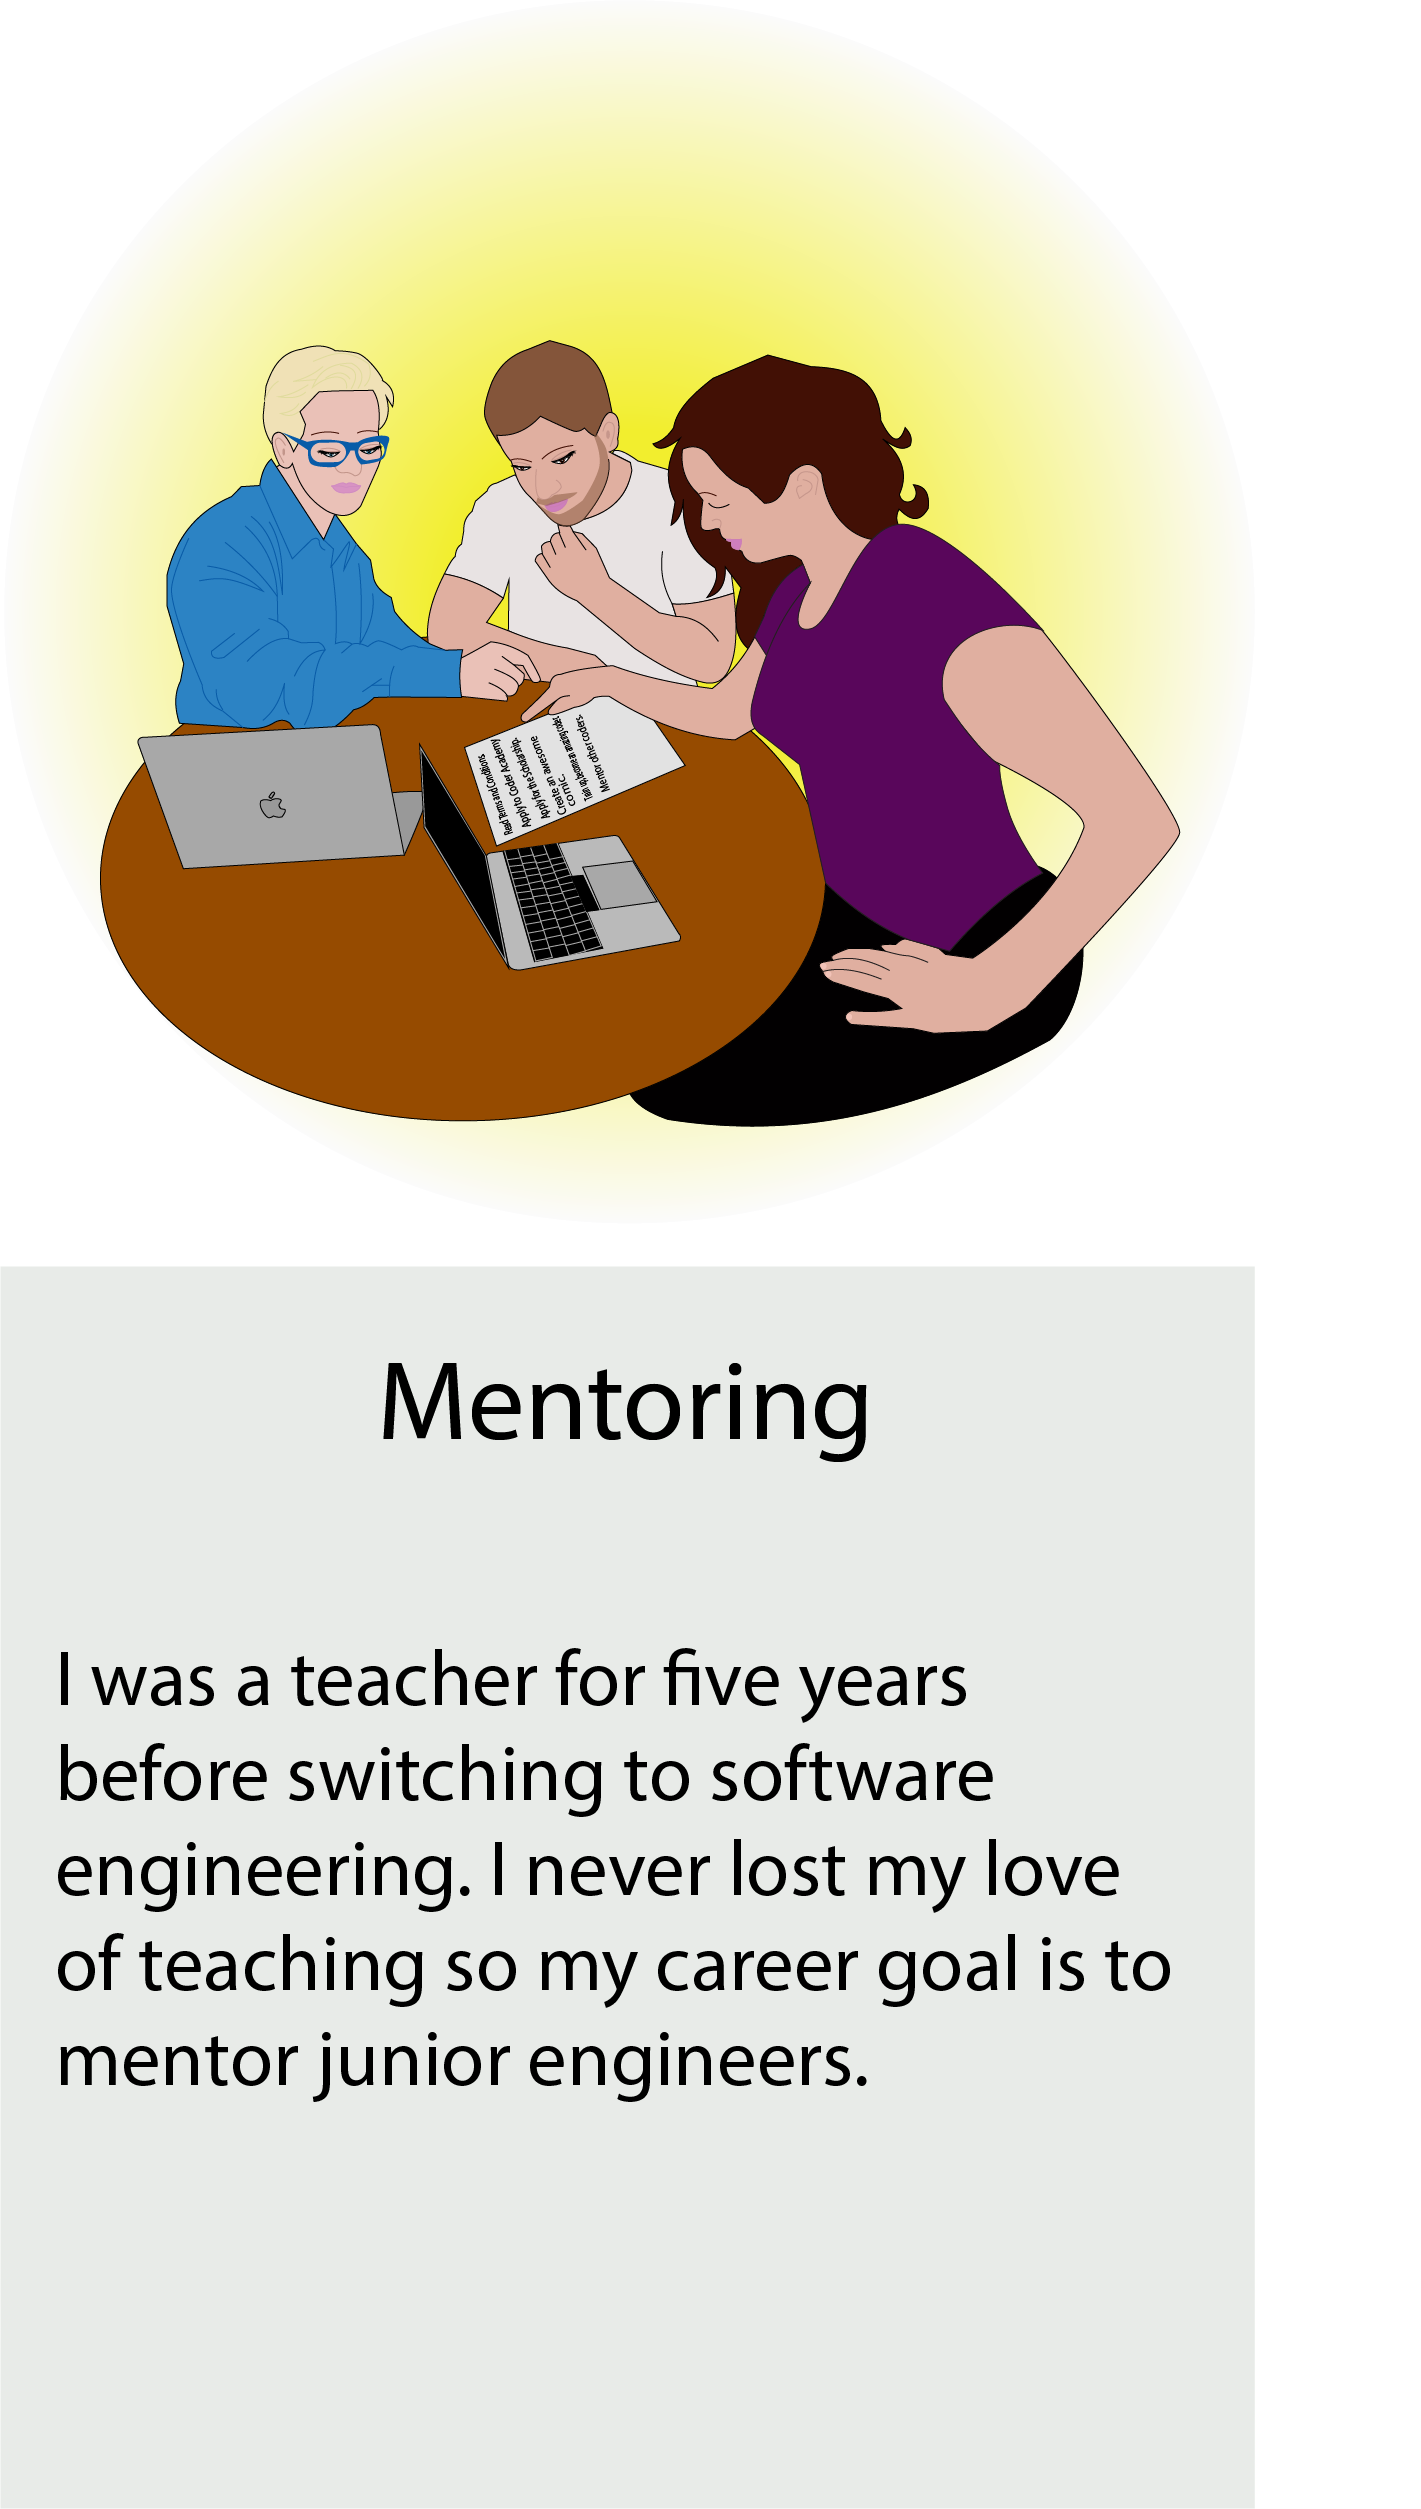 Read Terms and Conditions
Apply to Coder Academy
Apply for the Scholarship.
Create an awesome
comic.
Train up, become an amazing coder.
Mentor other coders.
Mentoring
I was a teacher for five years
before switching to software
engineering. I never lost my love
of teaching so my career goal is to
mentor junior engineers.